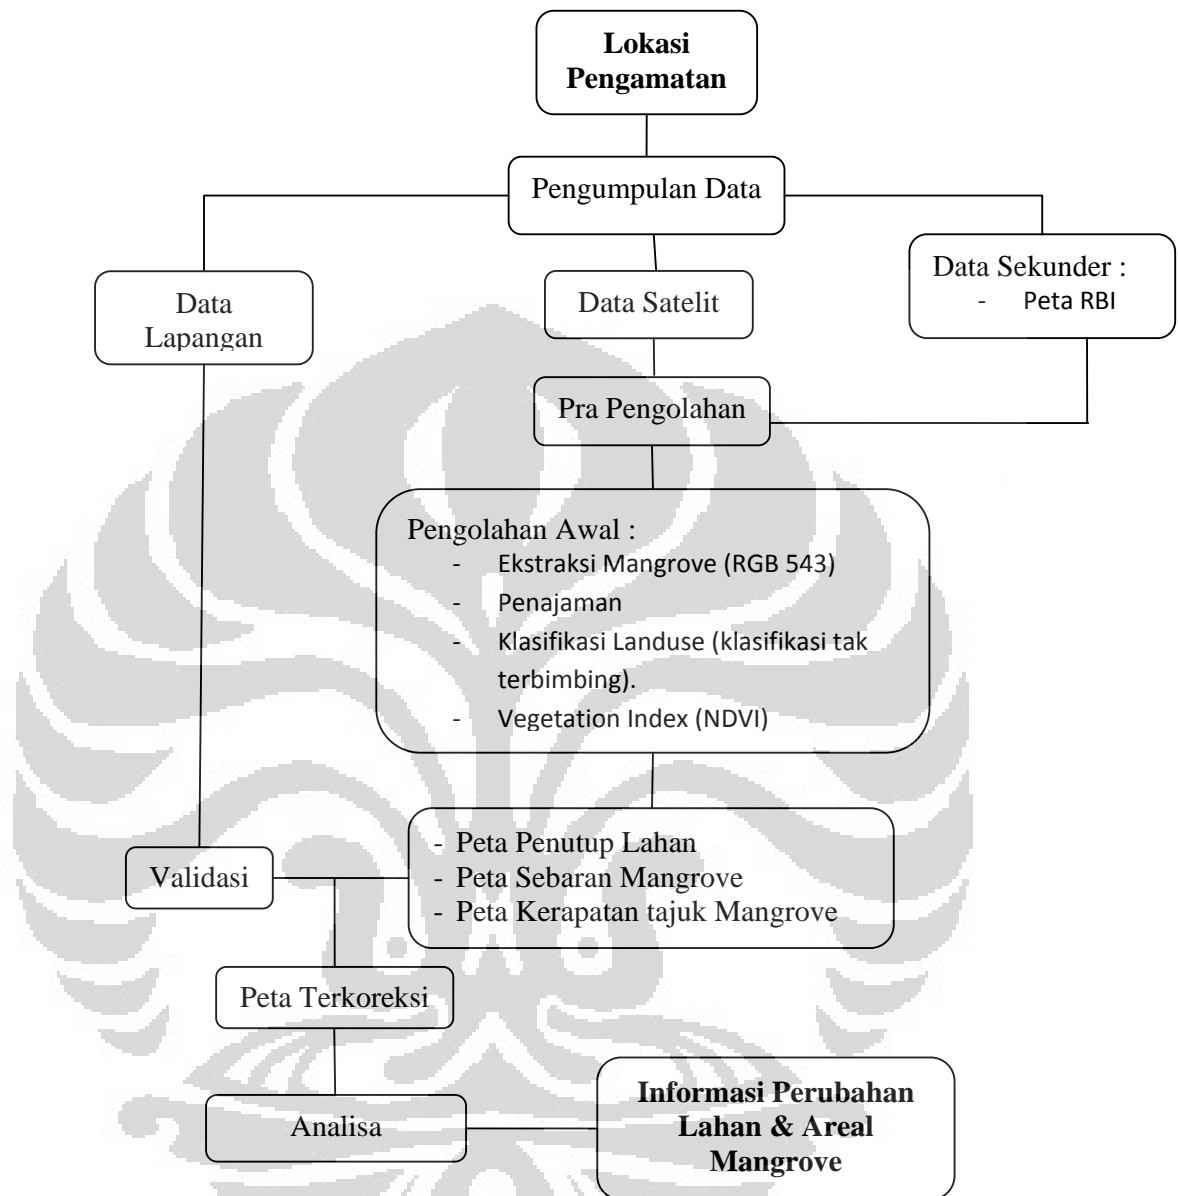 Lokasi
Pengamatan
Pengumpulan Data
Data
Lapangan
Data Satelit
Data Sekunder :
- Peta RBI
Pra Pengolahan
Pengolahan Awal :
- Ekstraksi Mangrove (RGB 543)
- Penajaman
- Klasifikasi Landuse (klasifikasi tak
terbimbing).
- Vegetation Index (NDVI)
Validasi
- Peta Penutup Lahan
- Peta Sebaran Mangrove
- Peta Kerapatan tajuk Mangrove
Peta Terkoreksi
Analisa
Informasi Perubahan
Lahan & Areal
Mangrove